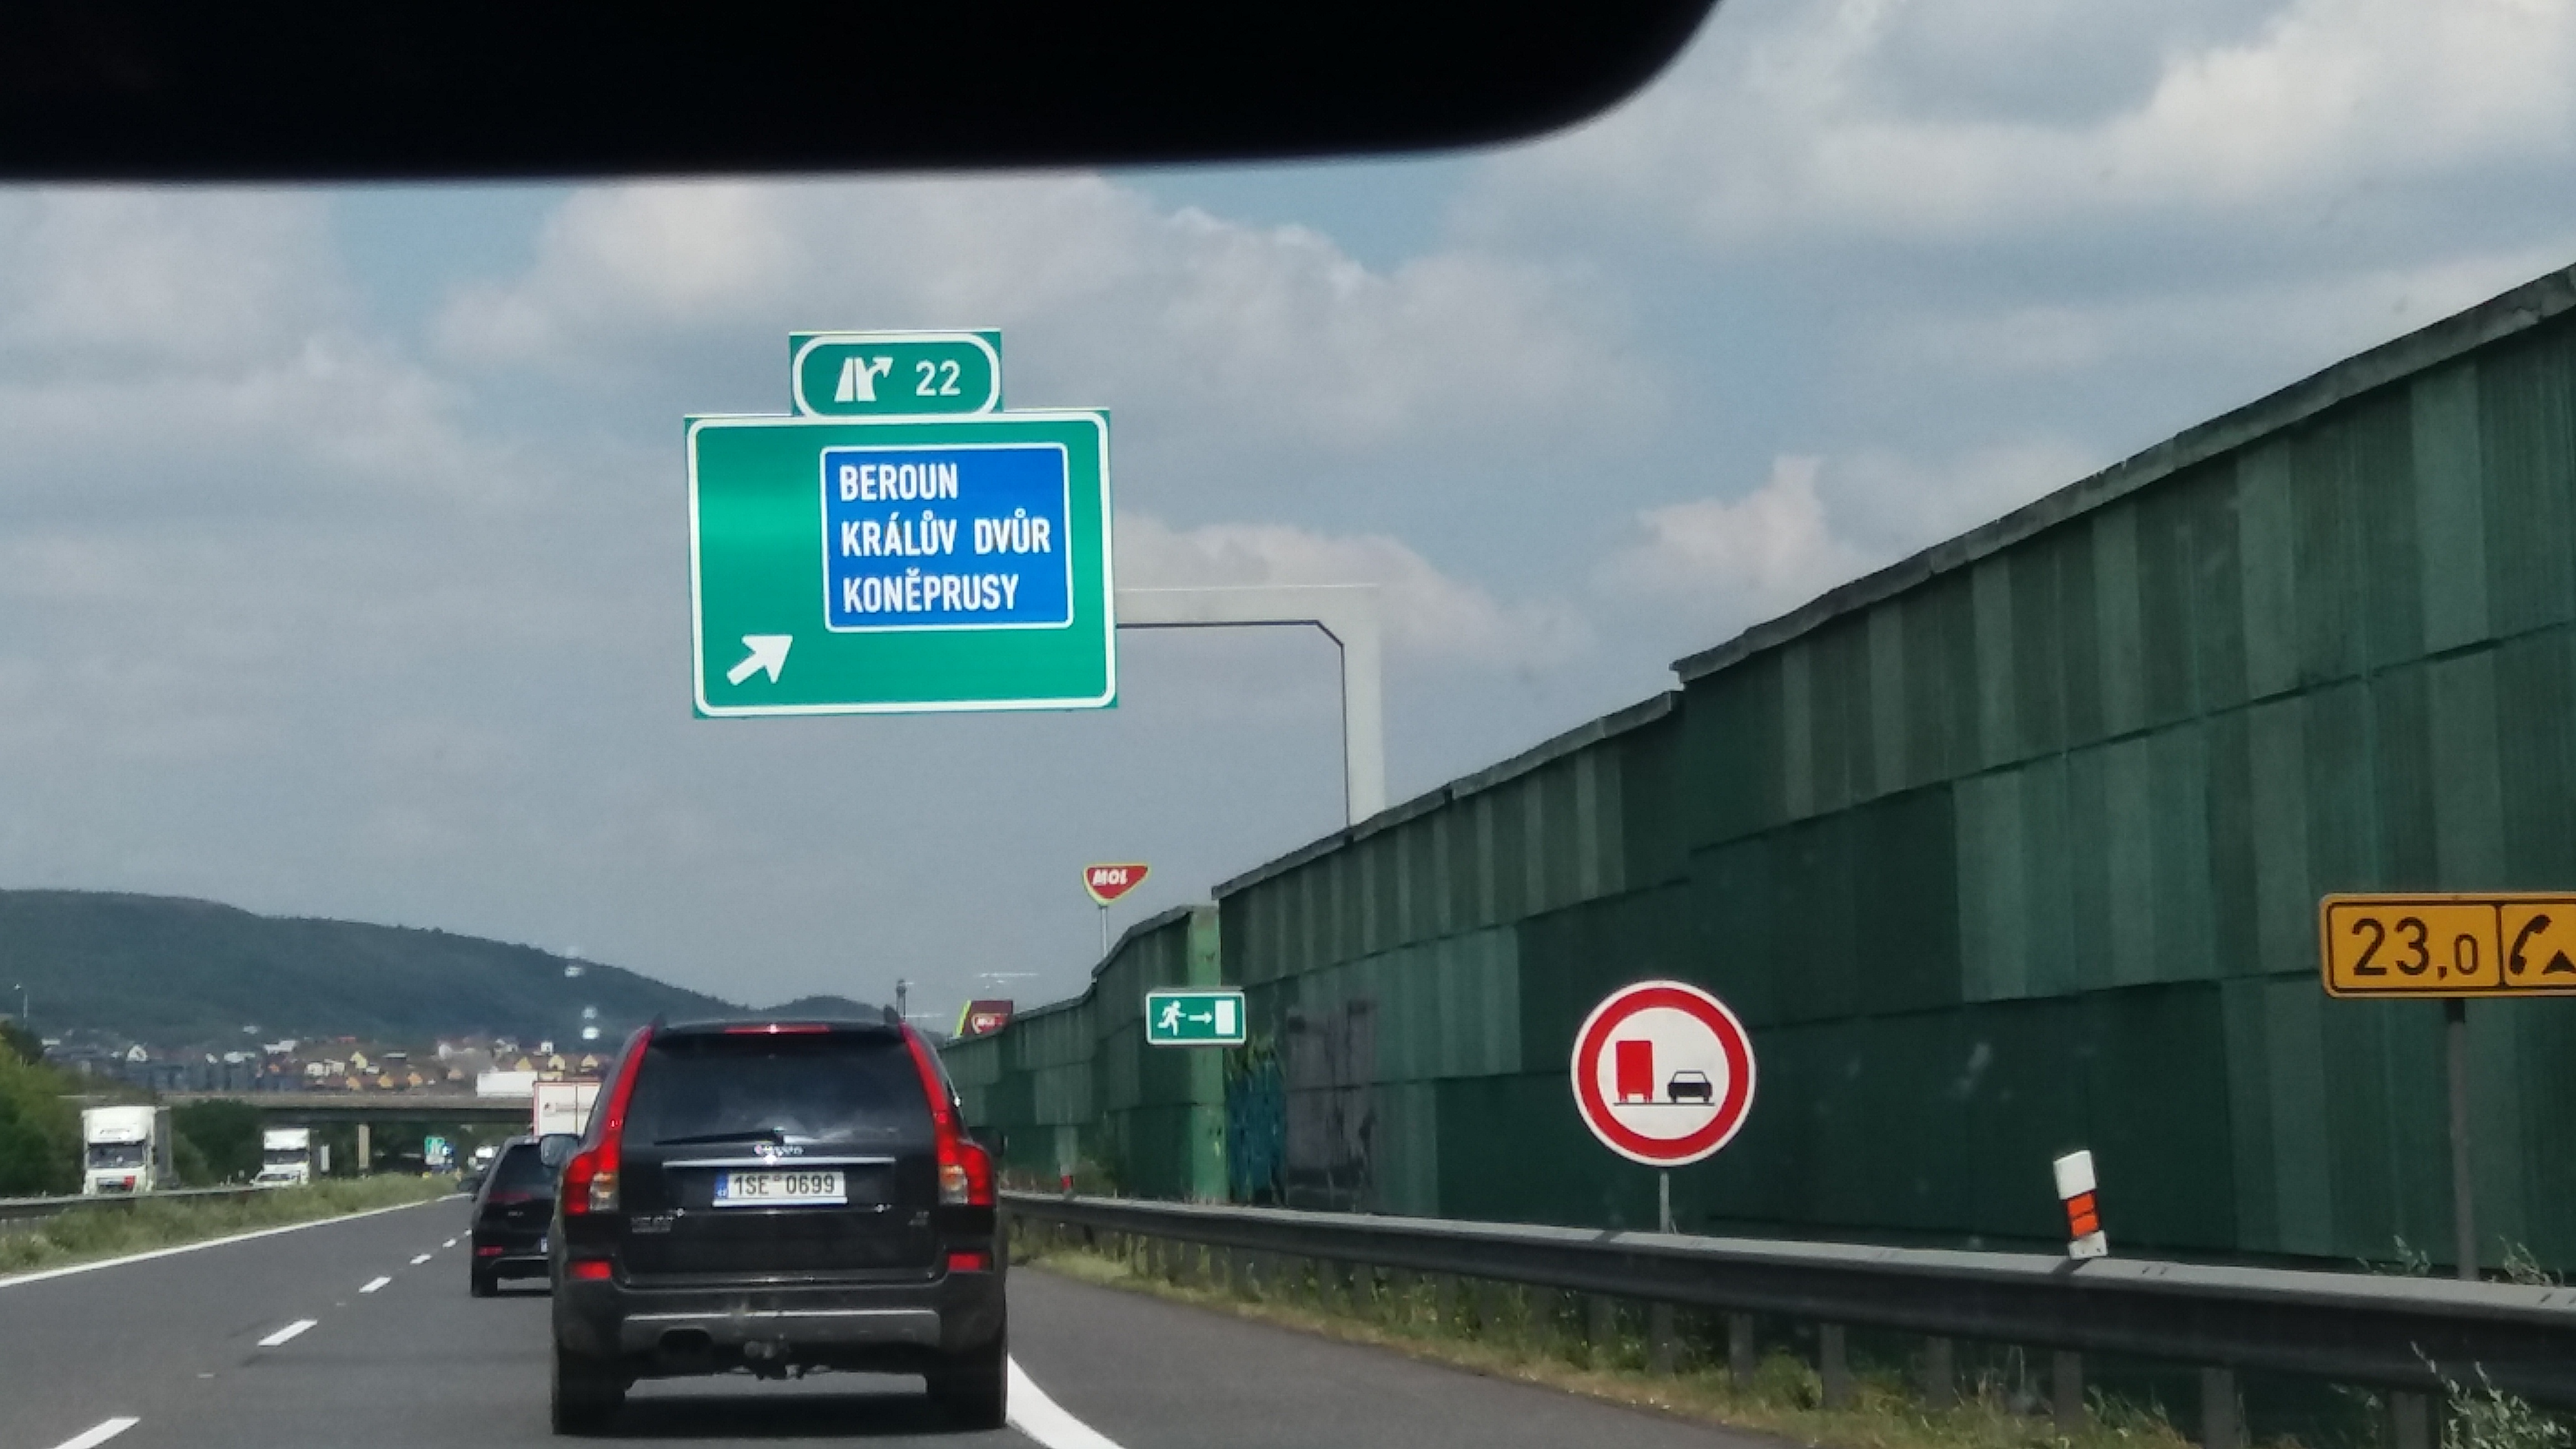 22
BEROUN
KRÁLŮV DVŮR
KONĚPRUSY
MOL
23,0
1SE 0699